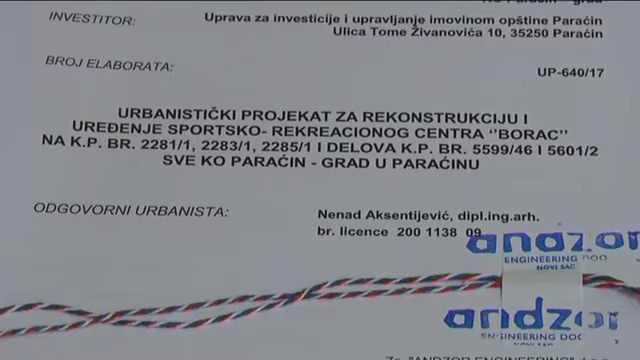 INVESTITOR: Uprava za investicije i upravljanje imovinom opštine Paraćin
Ulica Tome Živanovića 10, 35250 Paraćin
BROJ ELABORATA: UP-640/17
URBANISTIČKI PROJEKAT ZA REKONSTRUKCIJU I
UREĐENJE SPORTSKO- REKREACIONOG CENTRA ''BORAC''
NA K.P. BR. 2281/1, 2283/1, 2285/1 I DELOVA K.P. BR. 5599/46 I 5601/2
SVE KO PARAĆIN - GRAD U PARAĆINU
ODGOVORNI URBANISTA: Nenad Aksentijević, dipl.ing.arh.
br. licence 200 1138 09
andzor
ENGINEERING DOO
NOVI SAD
andzor
ENGINEERING DOO
NOVI SAD